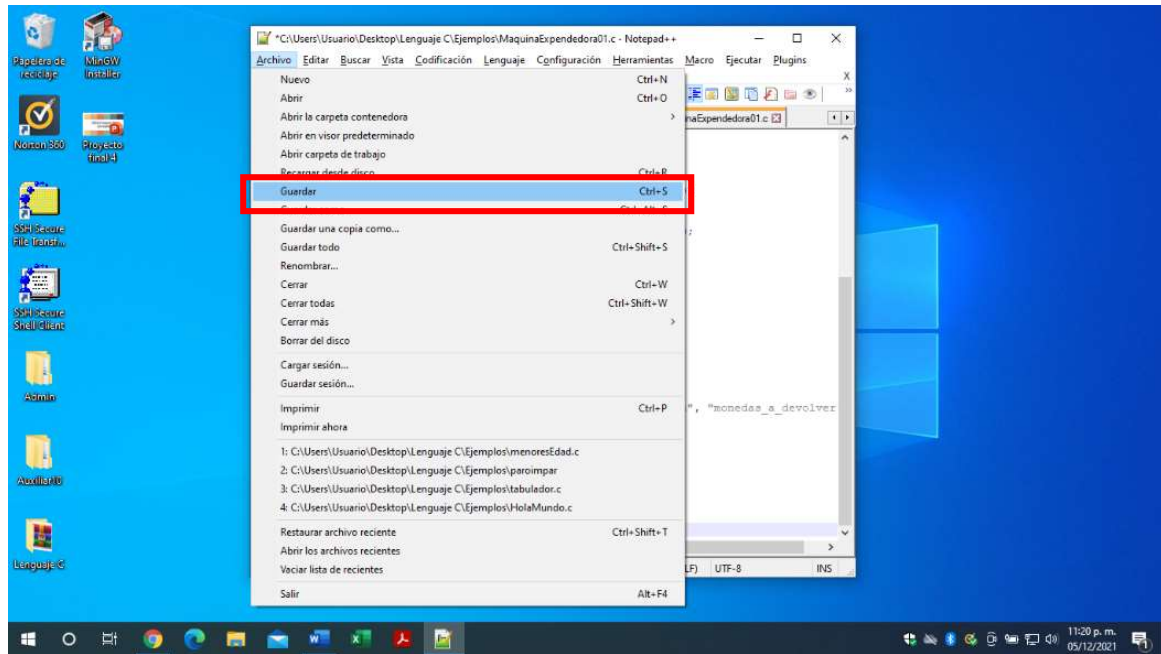 Papelera de
reciclaje
MinGW
Installer
Norton 360
Proyecto
final 4
SSH Secure
File Transf...
SSH Secure
Shell Client
Admin
Auxiliar10
Lenguaje C
*C:\Users\Usuario\Desktop\Lenguaje C\Ejemplos\MaquinaExpendedora01.c - Notepad++
Archivo Editar Buscar Vista Codificación Lenguaje Configuración Herramientas Macro Ejecutar Plugins
X
naExpendedora01.c
Nuevo Ctrl+N
Abrir Ctrl+O
Abrir la carpeta contenedora >
Abrir en visor predeterminado
Abrir carpeta de trabajo
Recargar desde disco Ctrl+R
Guardar Ctrl+S
Guardar una copia como...
Guardar todo Ctrl+Shift+S
Renombrar...
Cerrar Ctrl+W
Cerrar todas Ctrl+Shift+W
Cerrar más >
Borrar del disco
Cargar sesión...
Guardar sesión...
Imprimir Ctrl+P
Imprimir ahora
1: C:\Users\Usuario\Desktop\Lenguaje C\Ejemplos\menoresEdad.c
2: C:\Users\Usuario\Desktop\Lenguaje C\Ejemplos\paroimpar
3: C:\Users\Usuario\Desktop\Lenguaje C\Ejemplos\tabulador.c
4: C:\Users\Usuario\Desktop\Lenguaje C\Ejemplos\HolaMundo.c
Restaurar archivo reciente Ctrl+Shift+T
Abrir los archivos recientes
Vaciar lista de recientes
Salir Alt+F4
;
", "monedas_a_devolver
LF) UTF-8 INS
11:20 p. m.
05/12/2021